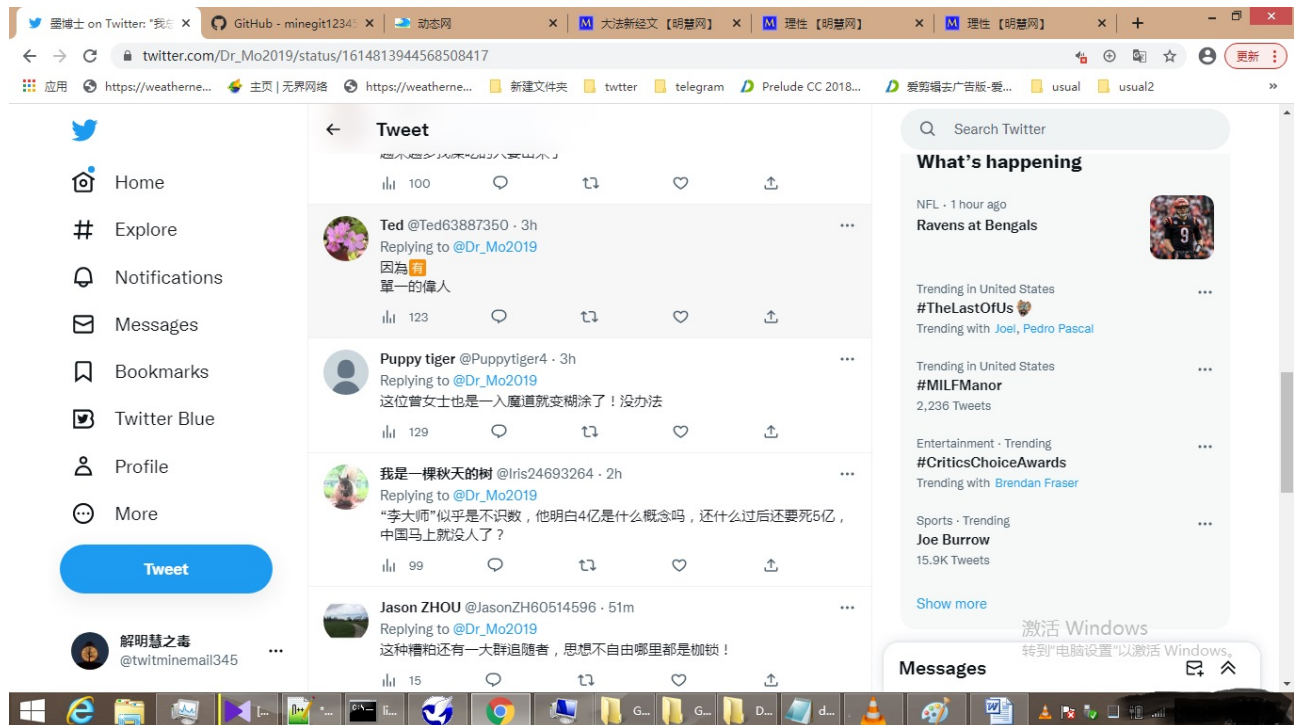 墨博士 on Twitter: "我
GitHub - minegit12345
动态网
大法新经文【明慧网】
理性 【明慧网】
理性 【明慧网】
twitter.com/Dr_Mo2019/status/1614813944568508417
更新
应用
https://weatherne...
主页 | 无界网络
https://weatherne...
新建文件夹
twtter
telegram
Prelude CC 2018...
爱剪辑去广告版-爱...
usual
usual2
»
Home
Explore
Notifications
Messages
Bookmarks
Twitter Blue
Profile
More
Tweet
解明慧之毒
@twitminemail345
Tweet
100
Ted @Ted63887350 · 3h
Replying to @Dr_Mo2019
因為🈶
單一的偉人
123
Puppy tiger @Puppytiger4 · 3h
Replying to @Dr_Mo2019
这位曾女士也是一入魔道就变糊涂了！没办法
129
我是一棵秋天的树 @Iris24693264 · 2h
Replying to @Dr_Mo2019
“李大师”似乎是不识数，他明白4亿是什么概念吗，还什么过后还要死5亿，
中国马上就没人了？
99
Jason ZHOU @JasonZH60514596 · 51m
Replying to @Dr_Mo2019
这种糟粕还有一大群追随者，思想不自由哪里都是枷锁！
15
Search Twitter
What's happening
NFL · 1 hour ago
Ravens at Bengals
9
Trending in United States
#TheLastOfUs
Trending with Joel, Pedro Pascal
Trending in United States
#MILFManor
2,236 Tweets
Entertainment · Trending
#CriticsChoiceAwards
Trending with Brendan Fraser
Sports · Trending
Joe Burrow
15.9K Tweets
Show more
激活 Windows
转到"电脑设置"以激活 Windows。
Messages
[...
*...
li...
G...
G...
D...
d...